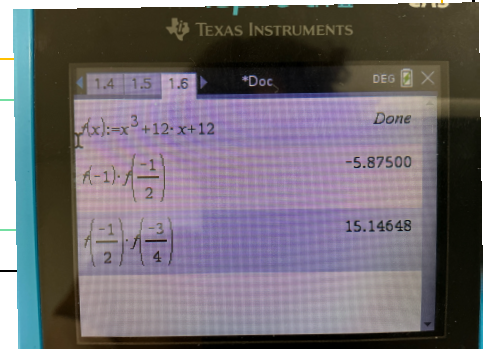 TEXAS INSTRUMENTS
1.4 1.5 1.6 *Doc DEG
f(x):=x³+12·x+12 Done
f(-1)·f(-1/2) -5.87500
f(-1/2)·f(-3/4) 15.14648